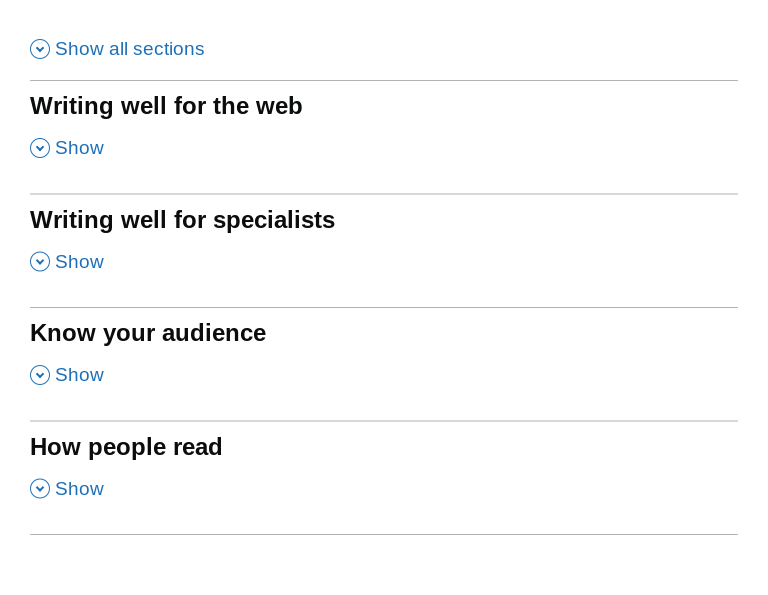 Show all sections
Writing well for the web
Show
Writing well for specialists
Show
Know your audience
Show
How people read
Show